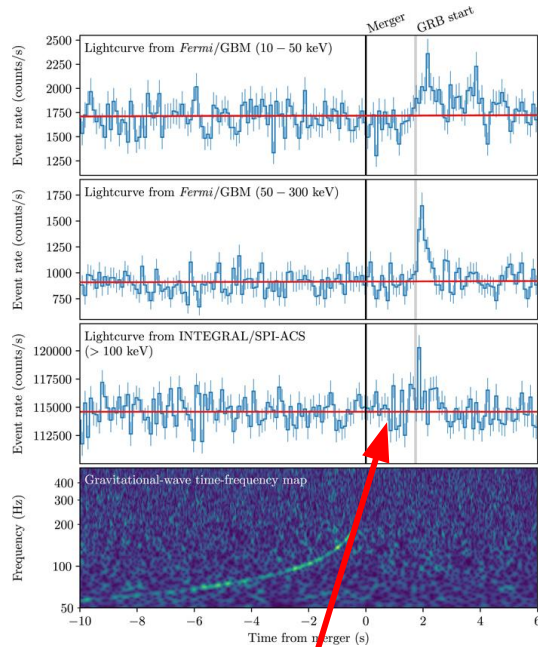 Merger
GRB start
Lightcurve from Fermi/GBM (10 − 50 keV)
Event rate (counts/s)
2500
2250
2000
1750
1500
1250
Lightcurve from Fermi/GBM (50 − 300 keV)
Event rate (counts/s)
1750
1500
1250
1000
750
Lightcurve from INTEGRAL/SPI-ACS
(> 100 keV)
Event rate (counts/s)
120000
117500
115000
112500
Gravitational-wave time-frequency map
Frequency (Hz)
400
300
200
100
50
−10 −8 −6 −4 −2 0 2 4 6
Time from merger (s)